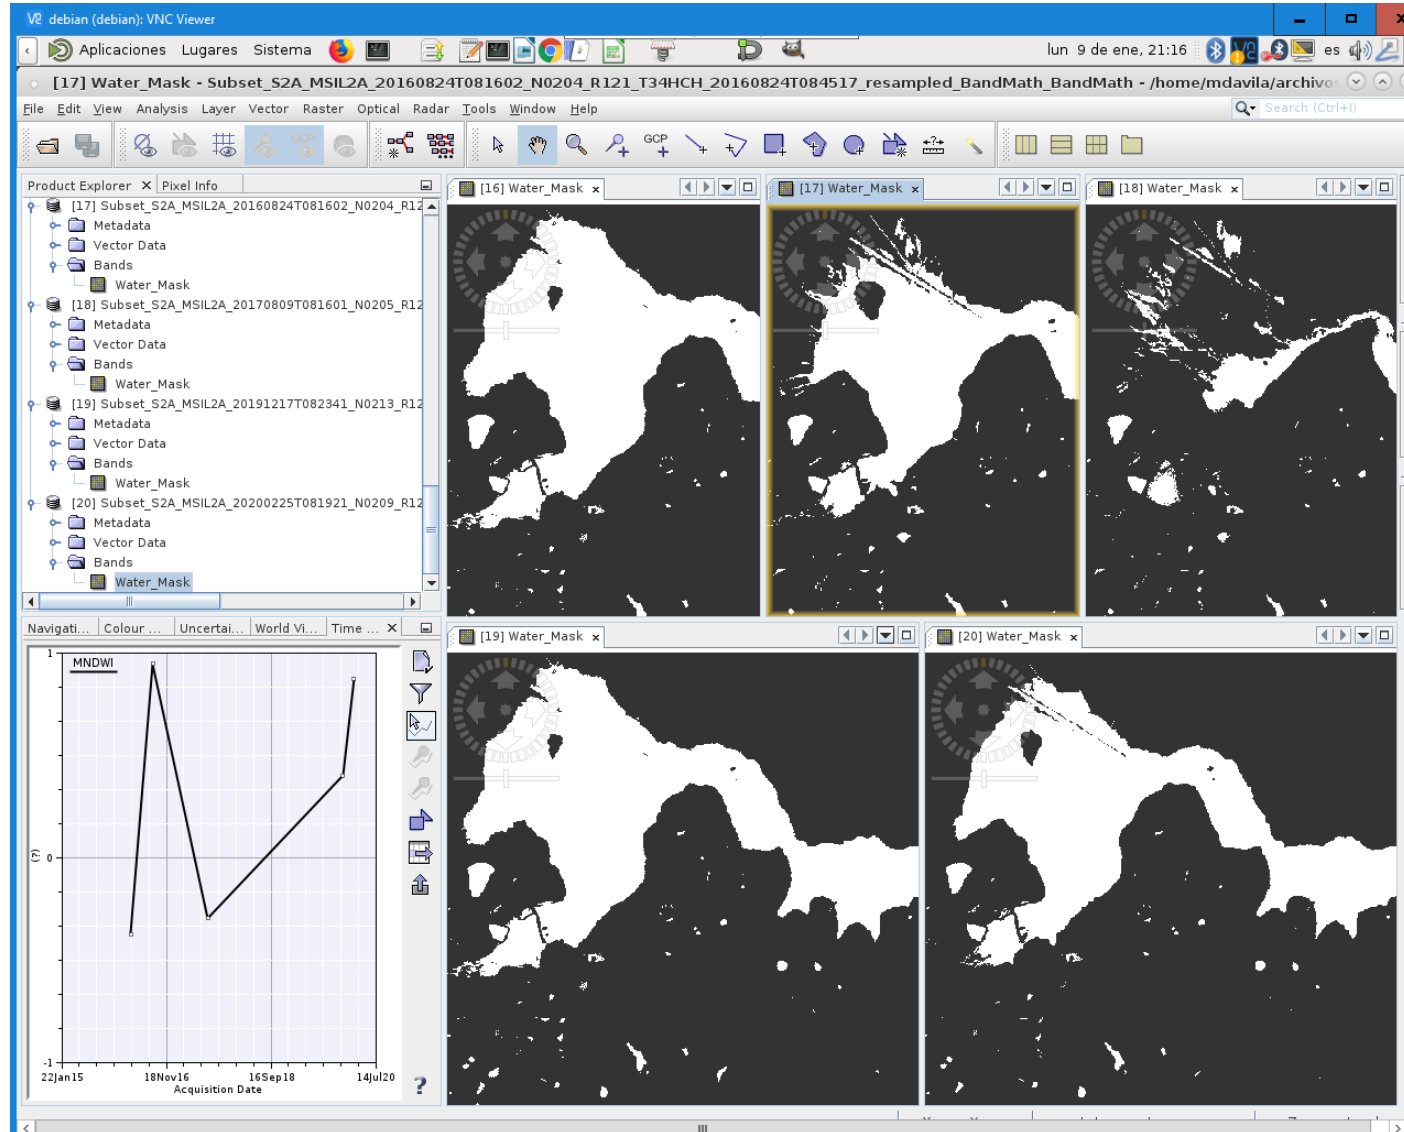 debian (debian): VNC Viewer
Aplicaciones Lugares Sistema
lun 9 de ene, 21:16
es
[17] Water_Mask - Subset_S2A_MSIL2A_20160824T081602_N0204_R121_T34HCH_20160824T084517_resampled_BandMath_BandMath - /home/mdavila/archivos
File Edit View Analysis Layer Vector Raster Optical Radar Tools Window Help
Search (Ctrl+I)
GCP
GCP
Product Explorer X Pixel Info
[17] Subset_S2A_MSIL2A_20160824T081602_N0204_R12
Metadata
Vector Data
Bands
Water_Mask
[18] Subset_S2A_MSIL2A_20170809T081601_N0205_R12
Metadata
Vector Data
Bands
Water_Mask
[19] Subset_S2A_MSIL2A_20191217T082341_N0213_R12
Metadata
Vector Data
Bands
Water_Mask
[20] Subset_S2A_MSIL2A_20200225T081921_N0209_R12
Metadata
Vector Data
Bands
Water_Mask
[16] Water_Mask x
[17] Water_Mask x
[18] Water_Mask x
[19] Water_Mask x
[20] Water_Mask x
Navigati... Colour ... Uncertai... World Vi... Time ... X
MNDWI
1
0
-1
(?)
22Jan15 18Nov16 16Sep18 14Jul20
Acquisition Date
?